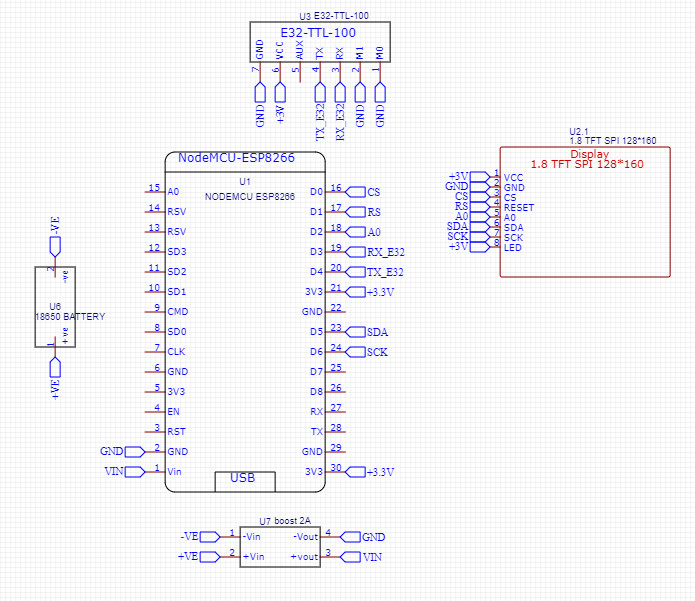 U3 E32-TTL-100
E32-TTL-100
GND VCC AUX TX RX M1 M0
7 6 5 4 3 2 1
GND +3V TX_E32 RX_E32 GND GND
U2.1
1.8 TFT SPI 128*160
Display
1.8 TFT SPI 128*160
+3V 1 VCC
GND 2 GND
CS 3 CS
RS 4 RESET
A0 5 A0
SDA 6 SDA
SCK 7 SCK
+3V 8 LED
NodeMCU-ESP8266
U1
NODEMCU ESP8266
15 A0 D0 16 CS
14 RSV D1 17 RS
13 RSV D2 18 A0
12 SD3 D3 19 RX_E32
11 SD2 D4 20 TX_E32
10 SD1 3V3 21 +3.3V
9 CMD GND 22
8 SD0 D5 23 SDA
7 CLK D6 24 SCK
6 GND D7 25
5 3V3 D8 26
4 EN RX 27
3 RST TX 28
GND 2 GND GND 29
VIN 1 Vin 3V3 30 +3.3V
USB
-VE
2
-ve
U6
18650 BATTERY
+ve
1
+VE
U7 boost 2A
-VE 1 -Vin -Vout 4 GND
+VE 2 +Vin +vout 3 VIN